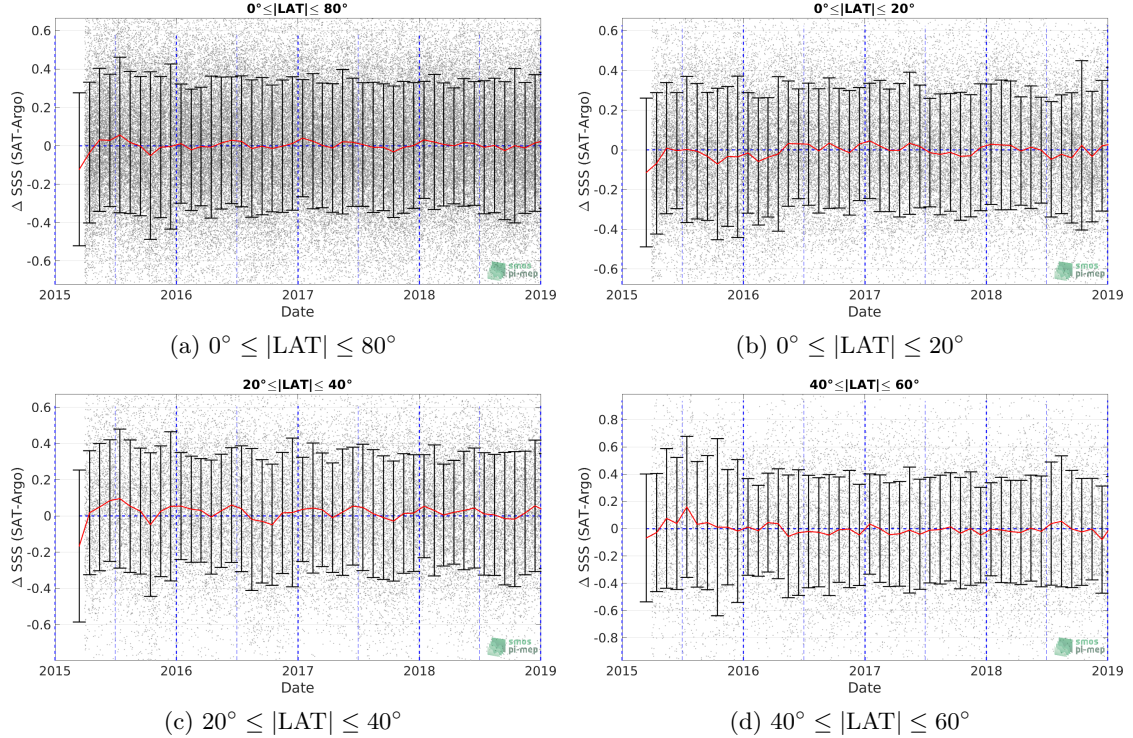 0°≤|LAT|≤ 80°
0.6
0.4
0.2
0
-0.2
-0.4
-0.6
Δ SSS (SAT-Argo)
smos
pi-mep
2015 2016 2017 2018 2019
Date
(a) 0° ≤ |LAT| ≤ 80°
0°≤|LAT|≤ 20°
0.6
0.4
0.2
0
-0.2
-0.4
-0.6
Δ SSS (SAT-Argo)
smos
pi-mep
2015 2016 2017 2018 2019
Date
(b) 0° ≤ |LAT| ≤ 20°
20°≤|LAT|≤ 40°
0.6
0.4
0.2
0
-0.2
-0.4
-0.6
Δ SSS (SAT-Argo)
smos
pi-mep
2015 2016 2017 2018 2019
Date
(c) 20° ≤ |LAT| ≤ 40°
40°≤|LAT|≤ 60°
0.8
0.6
0.4
0.2
0
-0.2
-0.4
-0.6
-0.8
Δ SSS (SAT-Argo)
smos
pi-mep
2015 2016 2017 2018 2019
Date
(d) 40° ≤ |LAT| ≤ 60°